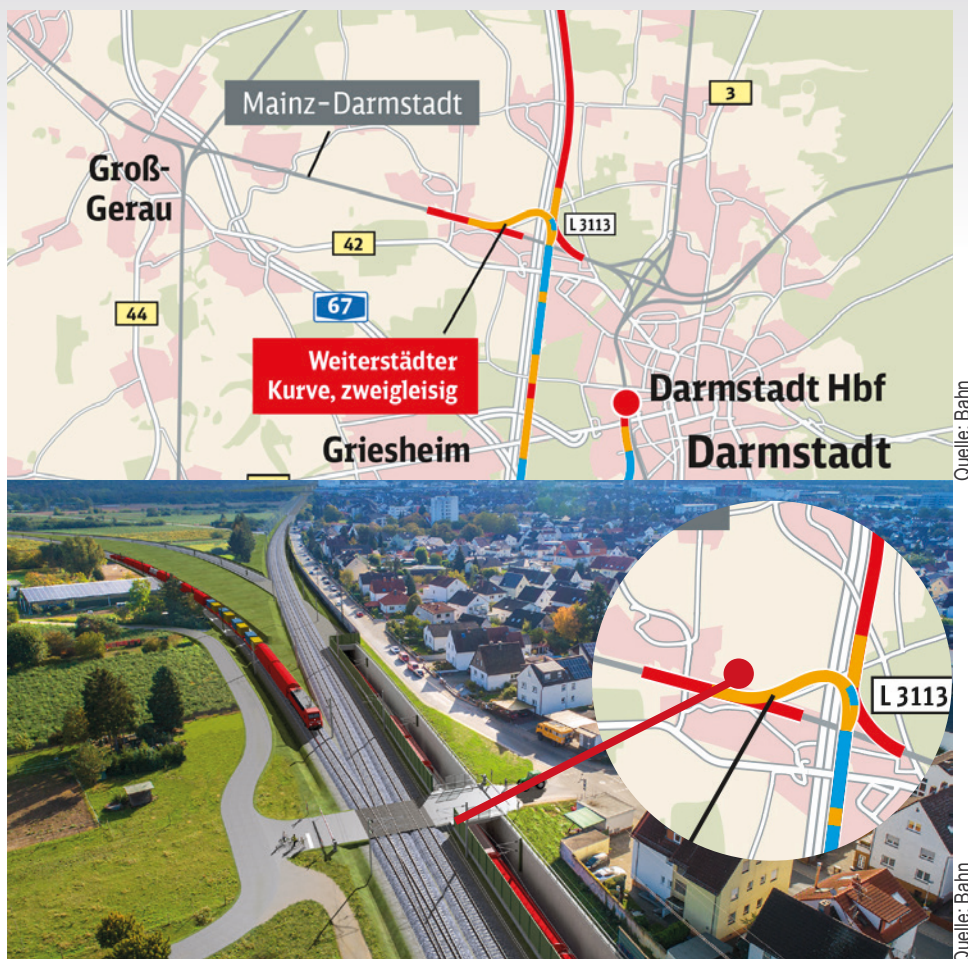 Mainz-Darmstadt
3
Groß-
Gerau
L 3113
42
67
44
Weiterstädter
Kurve, zweigleisig
Darmstadt Hbf
Griesheim
Darmstadt
Quelle: Bahn
L 3113
Quelle: Bahn